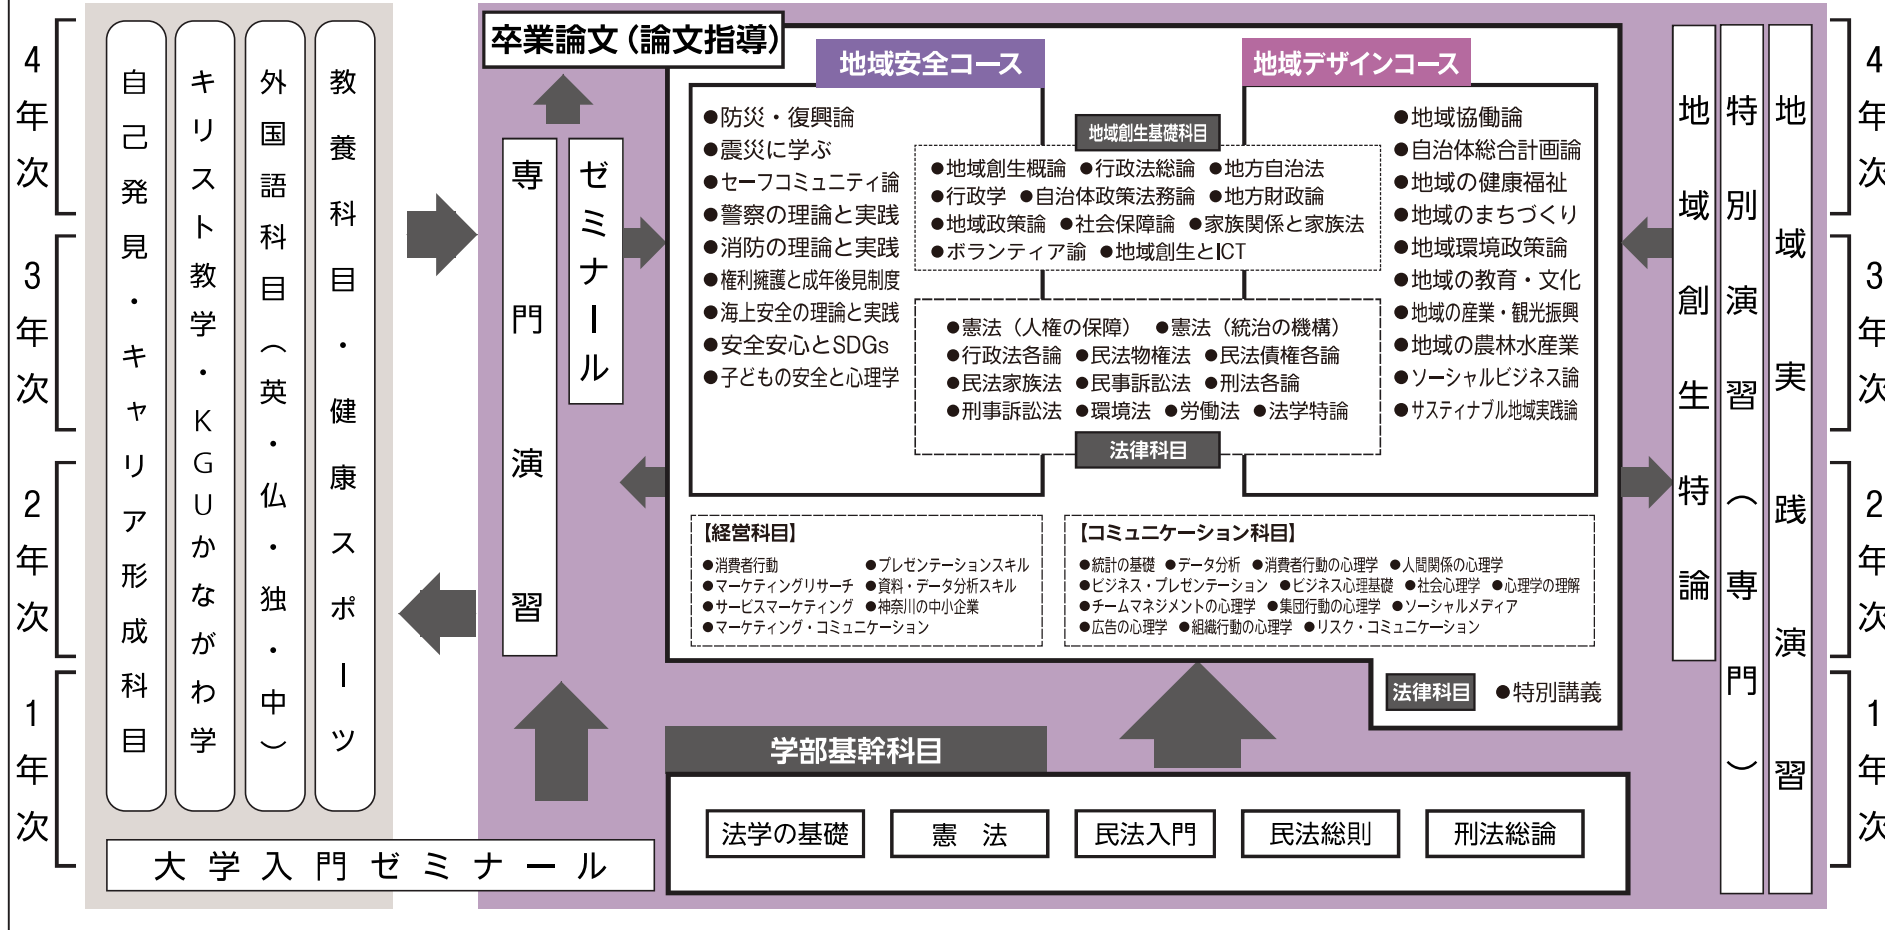 4年次
3年次
2年次
1年次
自己発見・キャリア形成科目
キリスト教学・KGUかながわ学
外国語科目（英・仏・独・中）
教養科目・健康スポーツ
大学入門ゼミナール
卒業論文（論文指導）
専門演習
ゼミナール
地域安全コース
●防災・復興論
●震災に学ぶ
●セーフコミュニティ論
●警察の理論と実践
●消防の理論と実践
●権利擁護と成年後見制度
●海上安全の理論と実践
●安全安心とSDGs
●子どもの安全と心理学
地域創生基礎科目
●地域創生概論 ●行政法総論 ●地方自治法
●行政学 ●自治体政策法務論 ●地方財政論
●地域政策論 ●社会保障論 ●家族関係と家族法
●ボランティア論 ●地域創生とICT
●憲法（人権の保障） ●憲法（統治の機構）
●行政法各論 ●民法物権法 ●民法債権各論
●民法家族法 ●民事訴訟法 ●刑法各論
●刑事訴訟法 ●環境法 ●労働法 ●法学特論
法律科目
地域デザインコース
●地域協働論
●自治体総合計画論
●地域の健康福祉
●地域のまちづくり
●地域環境政策論
●地域の教育・文化
●地域の産業・観光振興
●地域の農林水産業
●ソーシャルビジネス論
●サスティナブル地域実践論
【経営科目】
●消費者行動 ●プレゼンテーションスキル
●マーケティングリサーチ ●資料・データ分析スキル
●サービスマーケティング ●神奈川の中小企業
●マーケティング・コミュニケーション
【コミュニケーション科目】
●統計の基礎 ●データ分析 ●消費者行動の心理学 ●人間関係の心理学
●ビジネス・プレゼンテーション ●ビジネス心理基礎 ●社会心理学 ●心理学の理解
●チームマネジメントの心理学 ●集団行動の心理学 ●ソーシャルメディア
●広告の心理学 ●組織行動の心理学 ●リスク・コミュニケーション
法律科目 ●特別講義
学部基幹科目
法学の基礎 憲法 民法入門 民法総則 刑法総論
地域創生特論
特別演習（専門）
地域実践演習
4年次
3年次
2年次
1年次